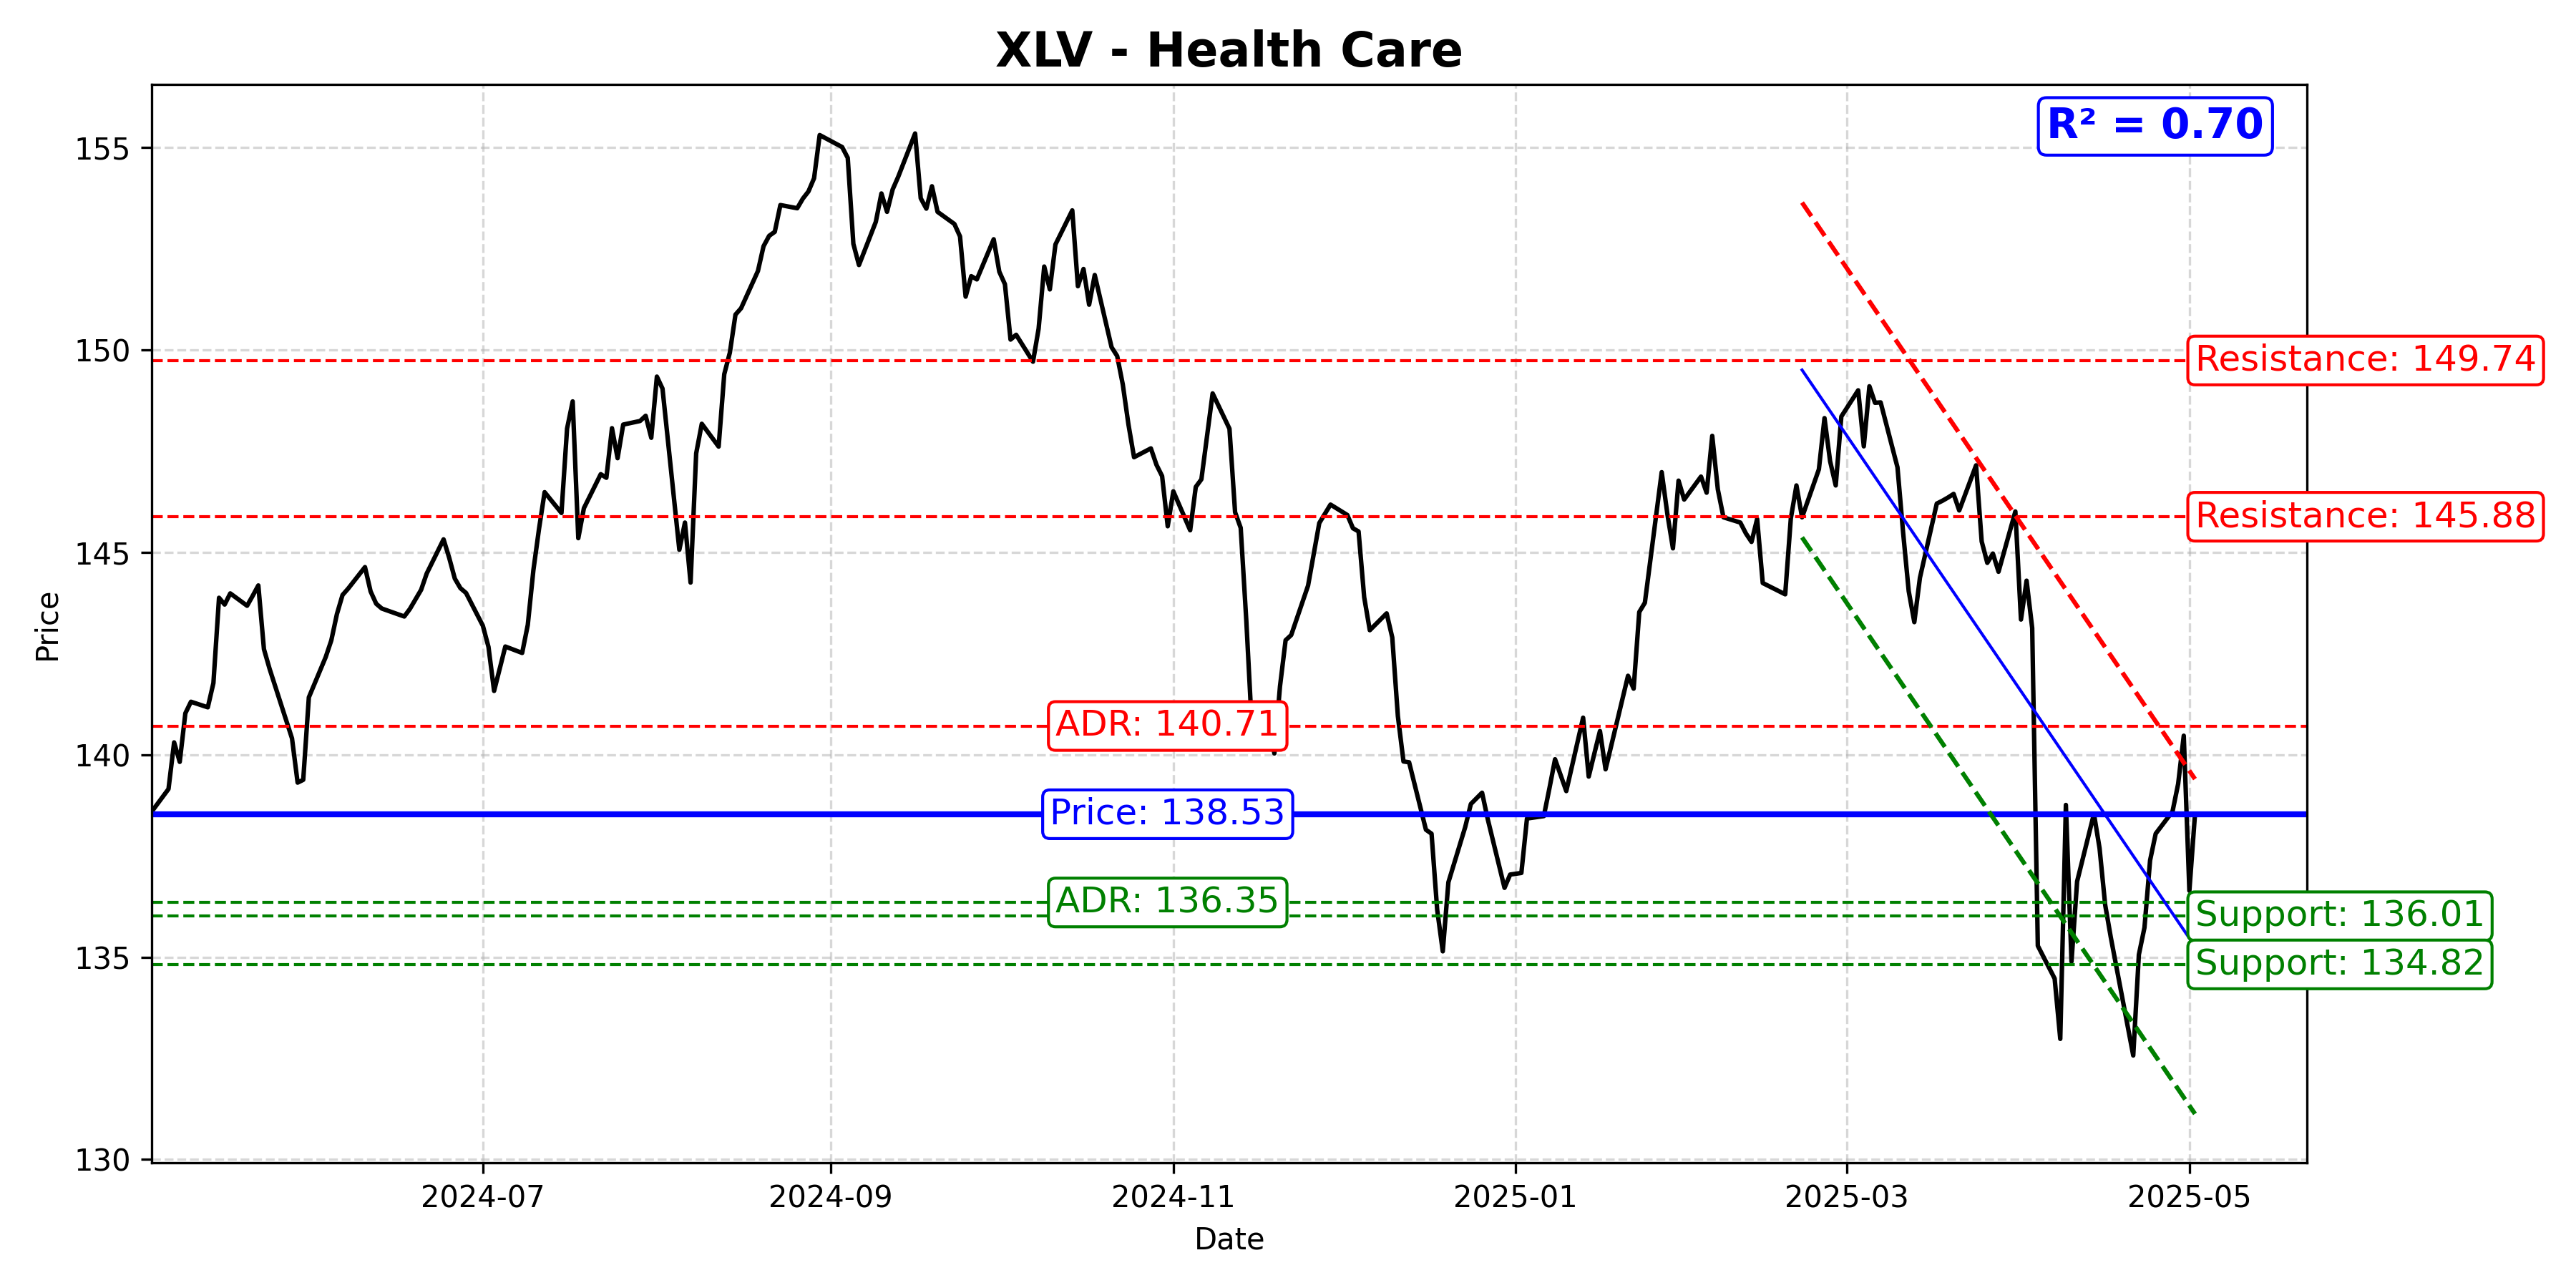 XLV - Health Care
R² = 0.70
155
150
145
140
135
130
Price
Resistance: 149.74
Resistance: 145.88
ADR: 140.71
Price: 138.53
ADR: 136.35
Support: 136.01
Support: 134.82
2024-07
2024-09
2024-11
2025-01
2025-03
2025-05
Date